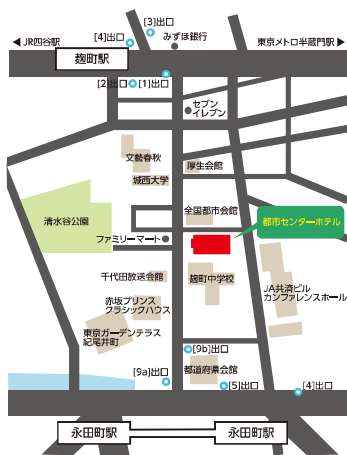 [3]出口
[4]出口
みずほ銀行
◀JR四谷駅
東京メトロ半蔵門駅▶
麹町駅
[2]出口
[1]出口
セブン
イレブン
文藝春秋
厚生会館
城西大学
全国都市会館
清水谷公園
都市センターホテル
ファミリーマート
千代田放送会館
麹町中学校
JA共済ビル
カンファレンスホール
赤坂プリンス
クラシックハウス
東京ガーデンテラス
紀尾井町
[9b]出口
都道府県会館
[9a]出口
[5]出口
[4]出口
永田町駅
永田町駅